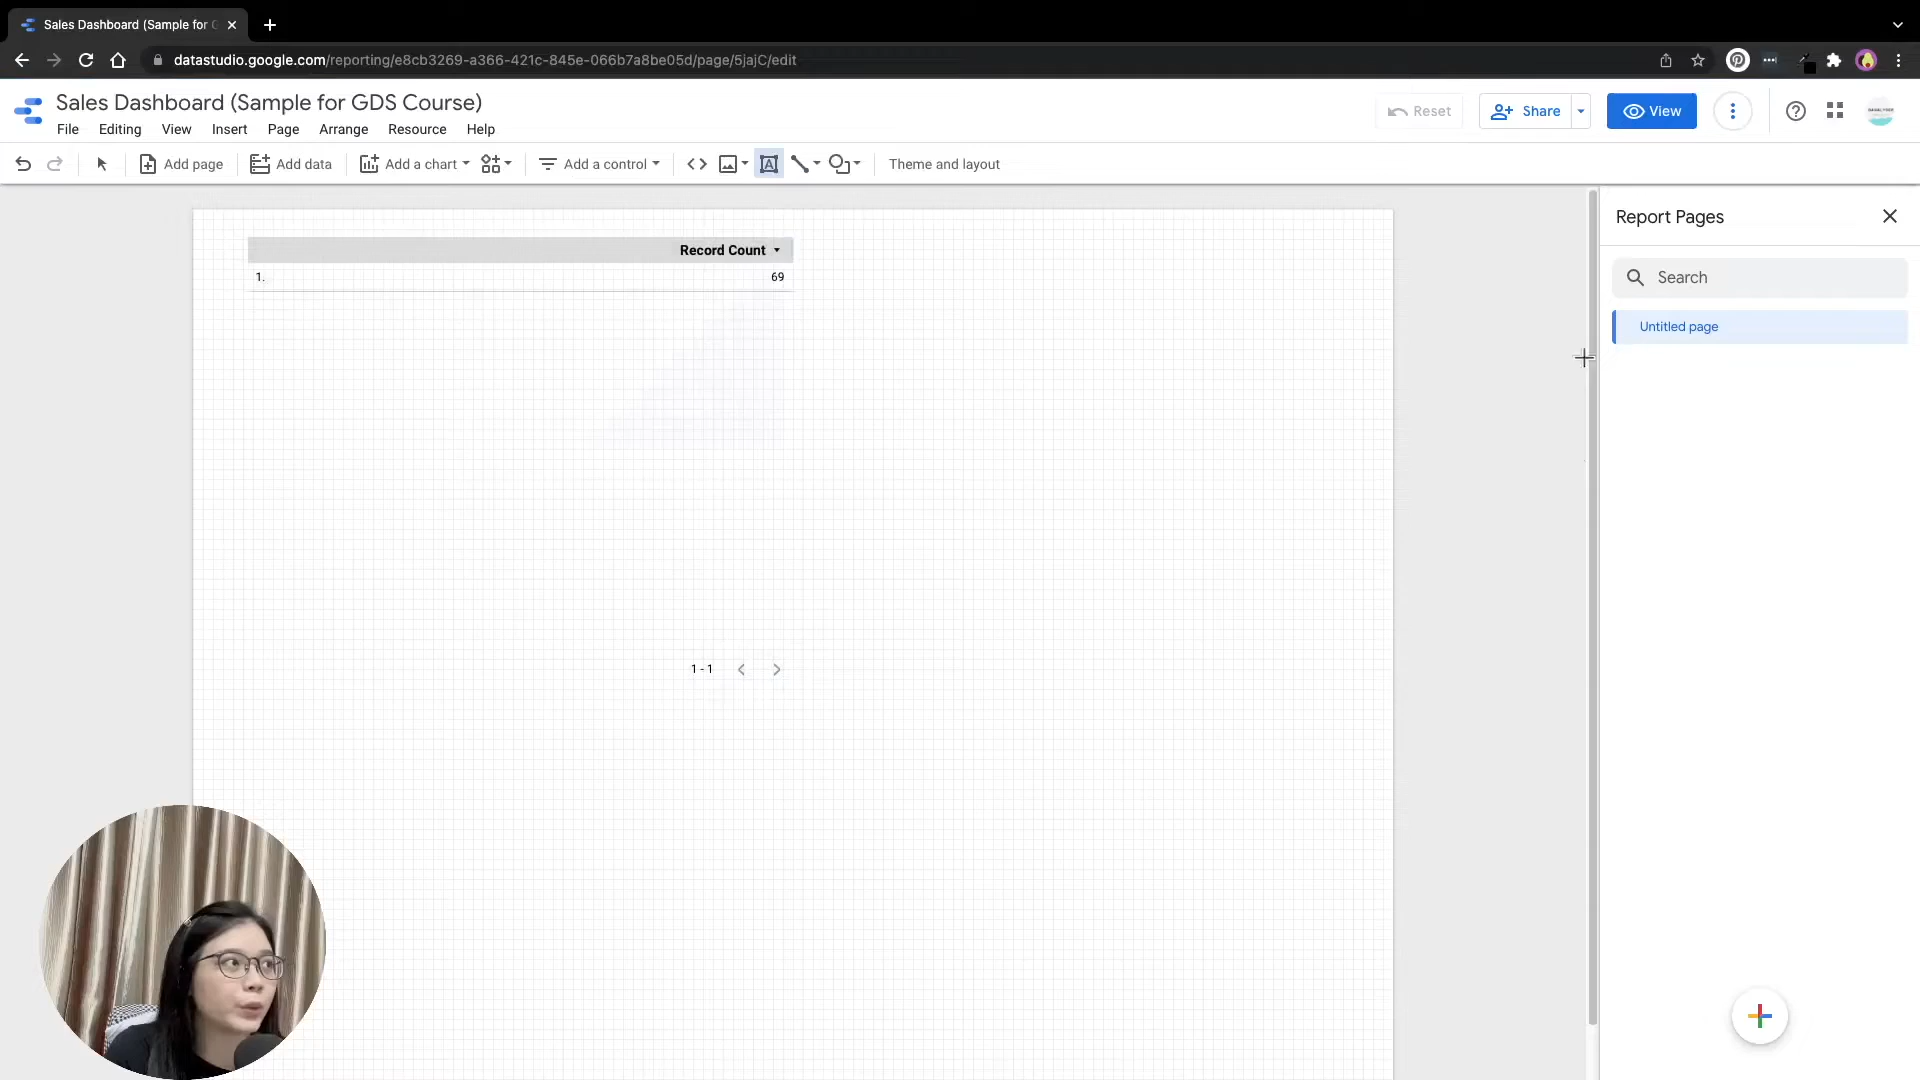 Sales Dashboard (Sample for G
datastudio.google.com/reporting/e8cb3269-a366-421c-845e-066b7a8be05d/page/5jajC/edit
Sales Dashboard (Sample for GDS Course)
Reset
Share
View
File
Editing
View
Insert
Page
Arrange
Resource
Help
Add page
Add data
Add a chart
Add a control
Theme and layout
Report Pages
Search
Untitled page
Record Count
1.
69
1 - 1